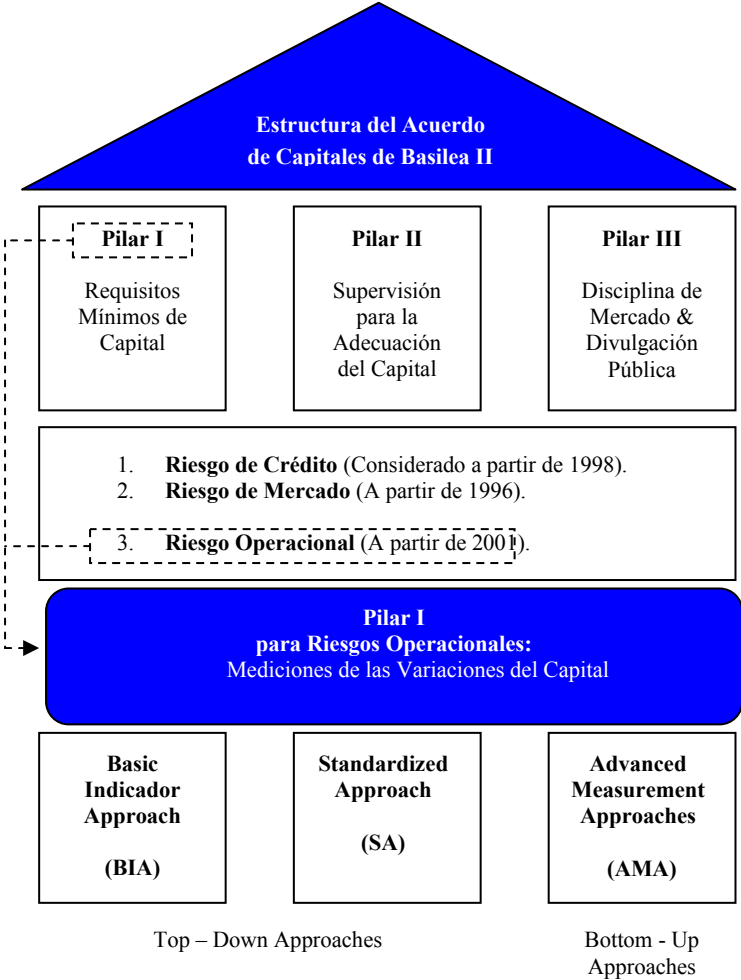 Estructura del Acuerdo
de Capitales de Basilea II
Pilar I
Requisitos
Mínimos de
Capital
Pilar II
Supervisión
para la
Adecuación
del Capital
Pilar III
Disciplina de
Mercado &
Divulgación
Pública
1. Riesgo de Crédito (Considerado a partir de 1998).
2. Riesgo de Mercado (A partir de 1996).
3. Riesgo Operacional (A partir de 2001).
Pilar I
para Riesgos Operacionales:
Mediciones de las Variaciones del Capital
Basic
Indicador
Approach
(BIA)
Standardized
Approach
(SA)
Advanced
Measurement
Approaches
(AMA)
Top – Down Approaches
Bottom - Up
Approaches